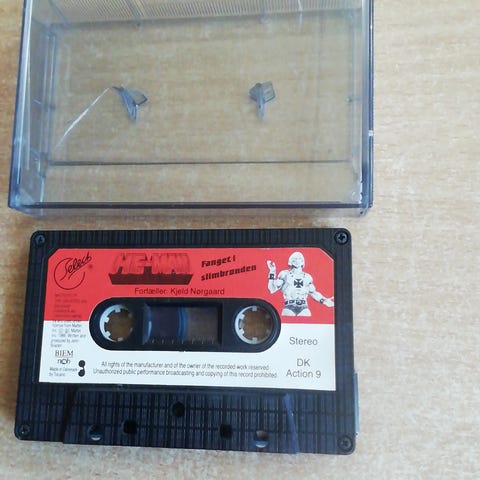 Select
HE-MAN
Fanget i
slimbrønden
Fortæller: Kjeld Nørgaard
Stereo
DK
Action 9
BIEM
ncb
Made in Denmark
by Tocano
All rights of the manufacturer and of the owner of the recorded work reserved
Unauthorized public performance broadcasting and copying of this record prohibited